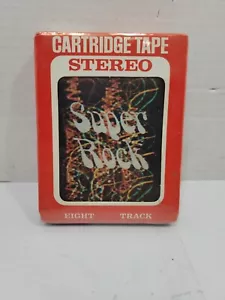 CARTRIDGE TAPE
STEREO
Super
Rock
EIGHT TRACK